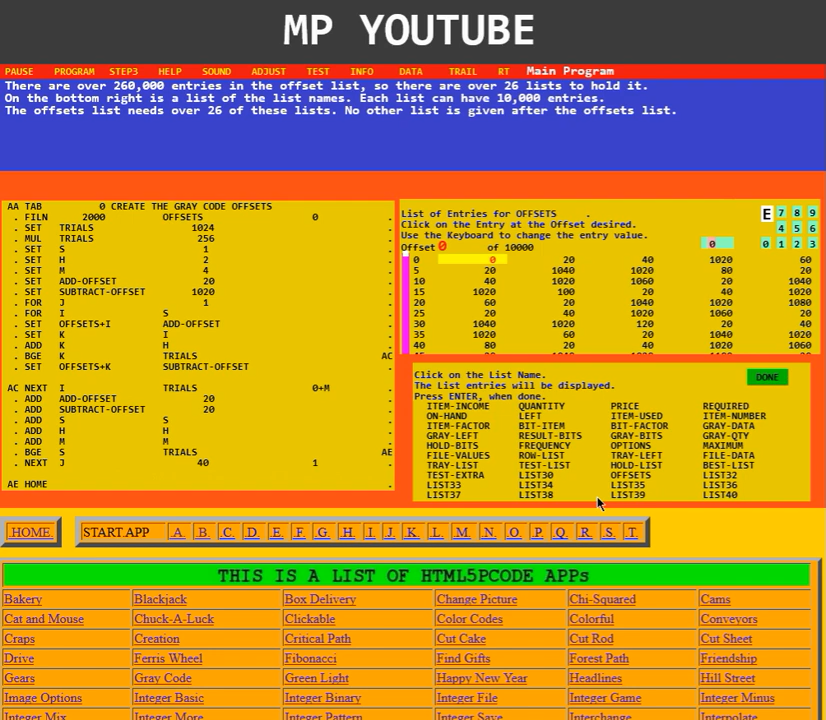 MP YOUTUBE
PAUSE PROGRAM STEP3 HELP SOUND ADJUST TEST INFO DATA TRAIL RT Main Program
There are over 260,000 entries in the offset list, so there are over 26 lists to hold it.
On the bottom right is a list of the list names. Each list can have 10,000 entries.
The offsets list needs over 26 of these lists. No other list is given after the offsets list.
AA TAB 0 CREATE THE GRAY CODE OFFSETS
. FILN 2000 OFFSETS 0 .
. SET TRIALS 1024 .
. MUL TRIALS 256 .
. SET S 1 .
. SET H 2 .
. SET M 4 .
. SET ADD-OFFSET 20 .
. SET SUBTRACT-OFFSET 1020 .
. FOR J 1 .
. FOR I S .
. SET OFFSETS+I ADD-OFFSET .
. SET K I .
. ADD K H .
. BGE K TRIALS AC
. SET OFFSETS+K SUBTRACT-OFFSET .
AC NEXT I TRIALS 0+M .
. ADD ADD-OFFSET 20 .
. ADD SUBTRACT-OFFSET 20 .
. ADD S S .
. ADD H H .
. ADD M M .
. BGE S TRIALS AE
. NEXT J 40 1 .
AE HOME .
List of Entries for OFFSETS .
Click on the Entry at the Offset desired.
Use the Keyboard to change the entry value.
Offset 0 of 10000 0
E 7 8 9
4 5 6
0 1 2 3
0 0 20 40 1020 60
5 20 1040 1020 80 20
10 40 1020 1060 20 1040
15 1020 100 20 40 1020
20 60 20 1040 1020 1080
25 20 40 1020 1060 20
30 1040 1020 120 20 40
35 1020 60 20 1040 1020
40 80 20 40 1020 1060
Click on the List Name.
The List entries will be displayed.
Press ENTER, when done.
DONE
ITEM-INCOME QUANTITY PRICE REQUIRED
ON-HAND LEFT ITEM-USED ITEM-NUMBER
ITEM-FACTOR BIT-ITEM BIT-FACTOR GRAY-DATA
GRAY-LEFT RESULT-BITS GRAY-BITS GRAY-QTY
HOLD-BITS FREQUENCY OPTIONS MAXIMUM
FILE-VALUES ROW-LIST TRAY-LEFT FILE-DATA
TRAY-LIST TEST-LIST HOLD-LIST BEST-LIST
TEST-EXTRA LIST30 OFFSETS LIST32
LIST33 LIST34 LIST35 LIST36
LIST37 LIST38 LIST39 LIST40
.HOME. START.APP .A. .B. .C. .D. .E. .F. .G. .H. .I. .J. .K. .L. .M. .N. .O. .P. .Q. .R. .S. .T.
THIS IS A LIST OF HTML5PCODE APPs
Bakery Blackjack Box Delivery Change Picture Chi-Squared Cams
Cat and Mouse Chuck-A-Luck Clickable Color Codes Colorful Conveyors
Craps Creation Critical Path Cut Cake Cut Rod Cut Sheet
Drive Ferris Wheel Fibonacci Find Gifts Forest Path Friendship
Gears Gray Code Green Light Happy New Year Headlines Hill Street
Image Options Integer Basic Integer Binary Integer File Integer Game Integer Minus
Integer Mix Integer More Integer Pattern Integer Save Interchange Interpolate